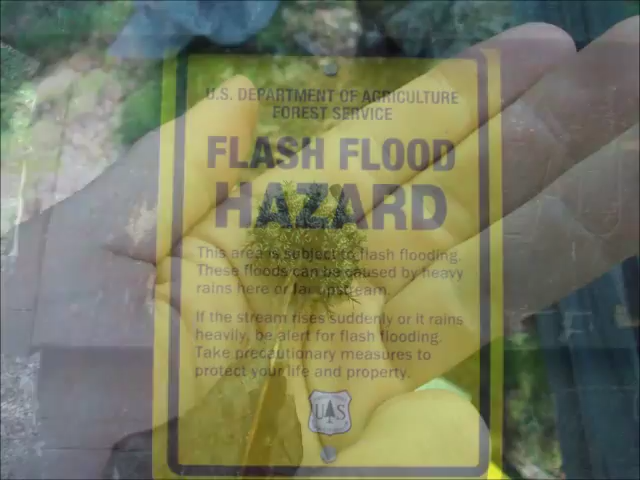 U.S. DEPARTMENT OF AGRICULTURE
FOREST SERVICE
FLASH FLOOD
HAZARD
This area is subject to flash flooding.
These floods can be caused by heavy
rains here or far upstream.
If the stream rises suddenly or it rains
heavily, be alert for flash flooding.
Take precautionary measures to
protect your life and property.
US